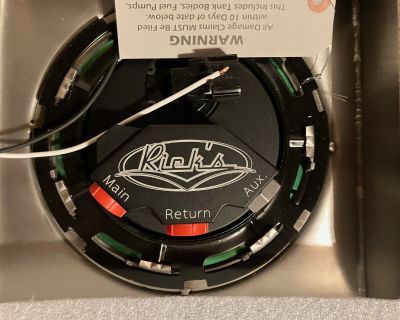 This Includes Tank Bodies, Fuel Pumps,
within 10 Days of date below.
All Damage Claims MUST Be Filed
WARNING
Rick's
Main
Return
Aux.